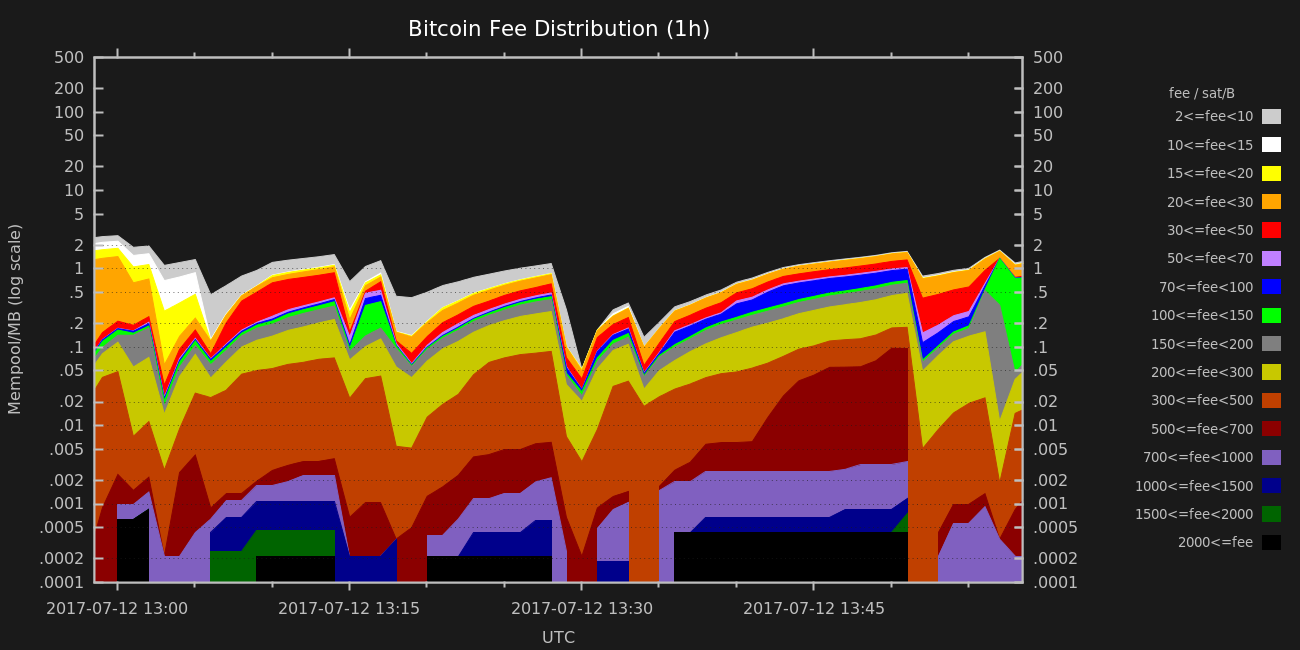 Bitcoin Fee Distribution (1h)
500 500
200 200
100 100
50 50
20 20
10 10
5 5
2 2
1 1
.5 .5
.2 .2
.1 .1
.05 .05
.02 .02
.01 .01
.005 .005
.002 .002
.001 .001
.0005 .0005
.0002 .0002
.0001 .0001
Mempool/MB (log scale)
2017-07-12 13:00 2017-07-12 13:15 2017-07-12 13:30 2017-07-12 13:45
UTC
fee / sat/B
2<=fee<10
10<=fee<15
15<=fee<20
20<=fee<30
30<=fee<50
50<=fee<70
70<=fee<100
100<=fee<150
150<=fee<200
200<=fee<300
300<=fee<500
500<=fee<700
700<=fee<1000
1000<=fee<1500
1500<=fee<2000
2000<=fee